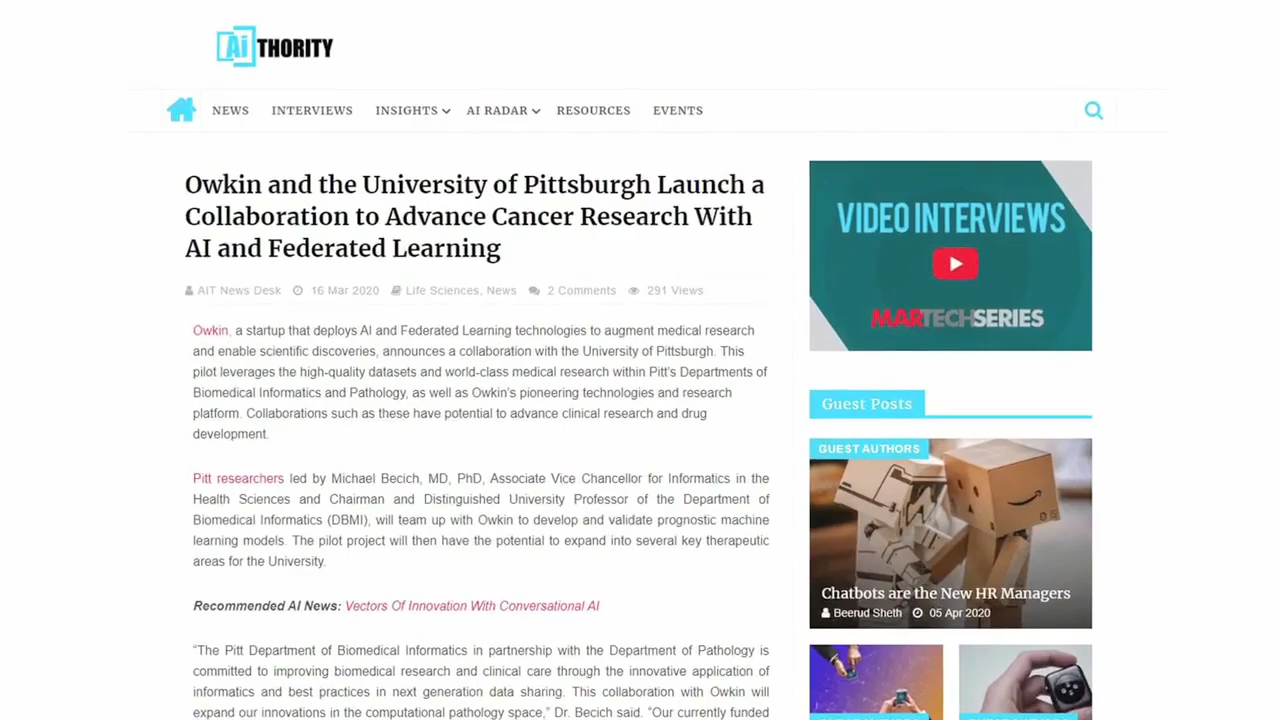 Ai THORITY
NEWS INTERVIEWS INSIGHTS AI RADAR RESOURCES EVENTS
Owkin and the University of Pittsburgh Launch a
Collaboration to Advance Cancer Research With
AI and Federated Learning
AIT News Desk 16 Mar 2020 Life Sciences, News 2 Comments 291 Views
Owkin, a startup that deploys AI and Federated Learning technologies to augment medical research
and enable scientific discoveries, announces a collaboration with the University of Pittsburgh. This
pilot leverages the high-quality datasets and world-class medical research within Pitt's Departments of
Biomedical Informatics and Pathology, as well as Owkin's pioneering technologies and research
platform. Collaborations such as these have potential to advance clinical research and drug
development.
Pitt researchers led by Michael Becich, MD, PhD, Associate Vice Chancellor for Informatics in the
Health Sciences and Chairman and Distinguished University Professor of the Department of
Biomedical Informatics (DBMI), will team up with Owkin to develop and validate prognostic machine
learning models. The pilot project will then have the potential to expand into several key therapeutic
areas for the University.
Recommended AI News: Vectors Of Innovation With Conversational AI
“The Pitt Department of Biomedical Informatics in partnership with the Department of Pathology is
committed to improving biomedical research and clinical care through the innovative application of
informatics and best practices in next generation data sharing. This collaboration with Owkin will
expand our innovations in the computational pathology space,” Dr. Becich said. “Our currently funded
VIDEO INTERVIEWS
MARTECHSERIES
Guest Posts
GUEST AUTHORS
Chatbots are the New HR Managers
Beerud Sheth 05 Apr 2020